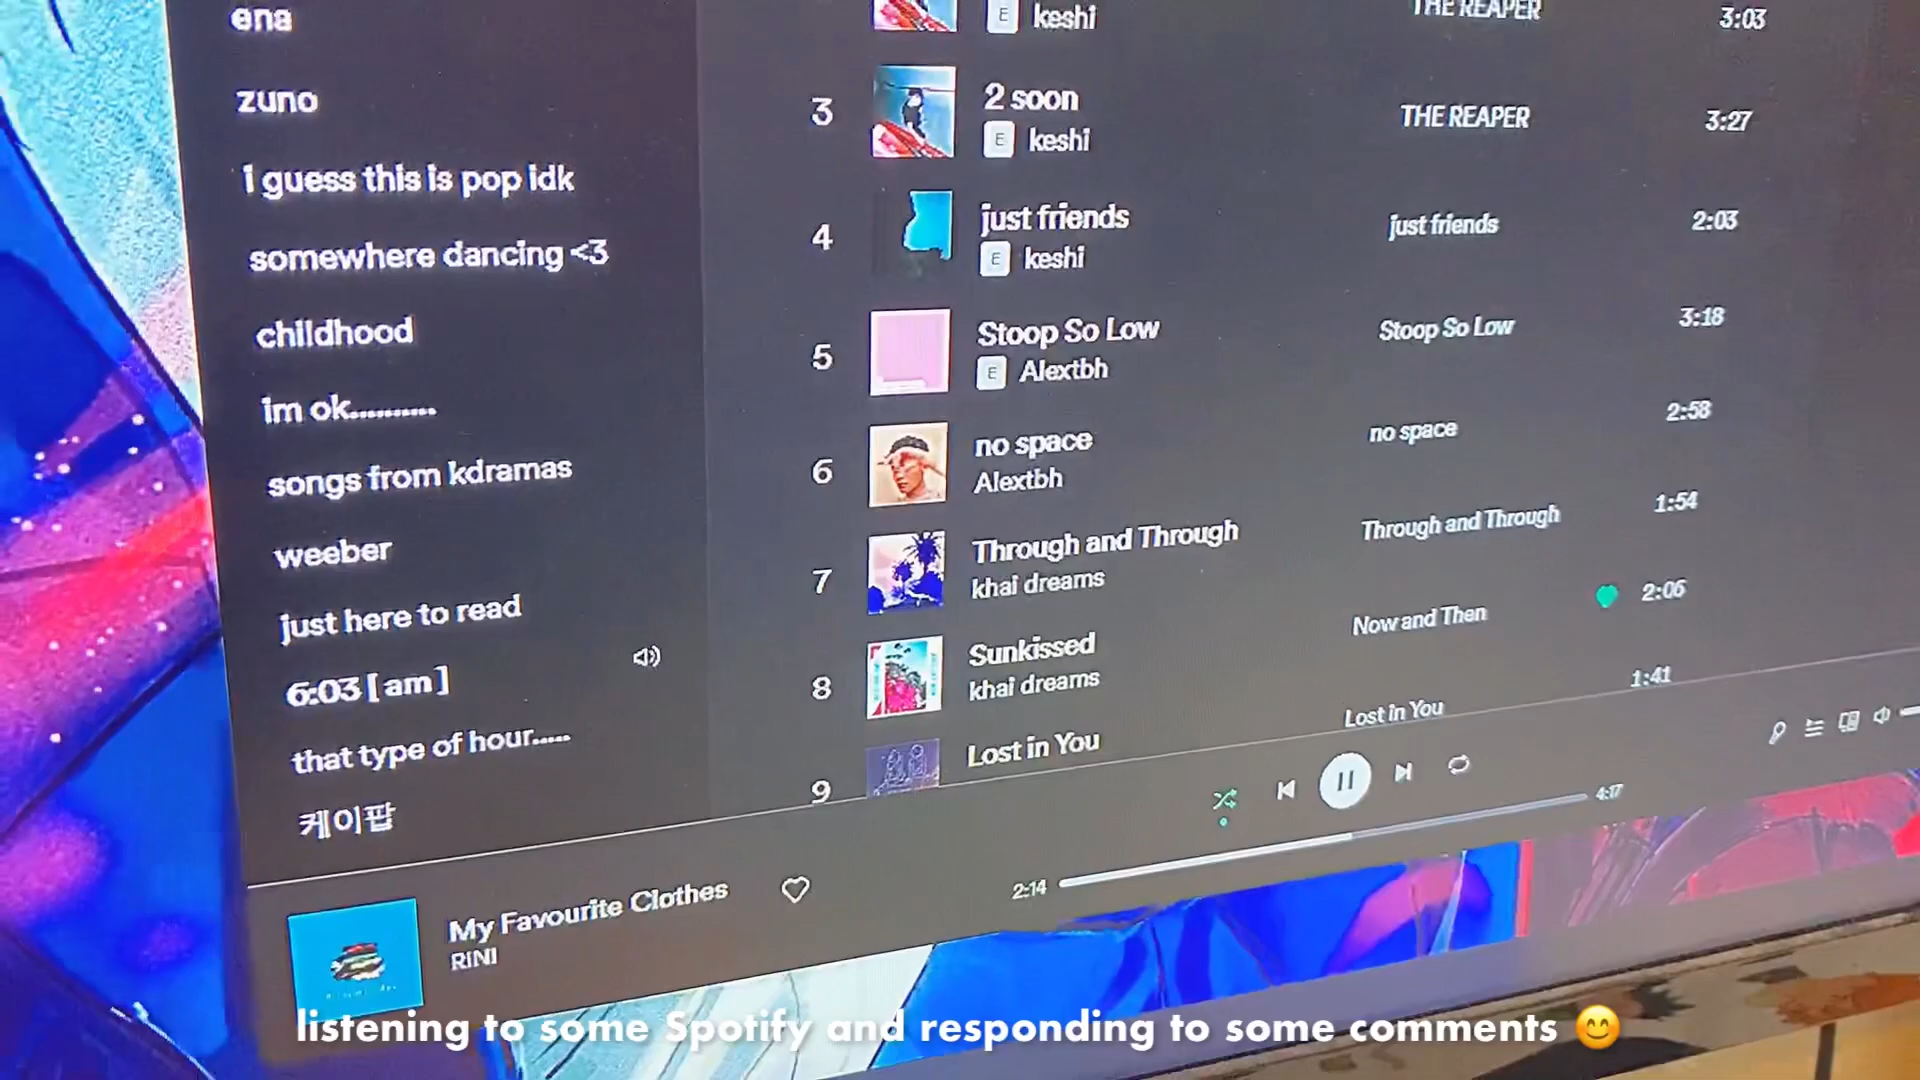 ena
zuno
i guess this is pop idk
somewhere dancing <3
childhood
im ok..........
songs from kdramas
weeber
just here to read
6:03 [ am ]
that type of hour.....
케이팝
E keshi
THE REAPER
3:03
3
2 soon
E keshi
THE REAPER
3:27
4
just friends
E keshi
just friends
2:03
5
Stoop So Low
E Alextbh
Stoop So Low
3:18
6
no space
Alextbh
no space
2:58
7
Through and Through
khai dreams
Through and Through
1:54
8
Sunkissed
khai dreams
Now and Then
2:06
9
Lost in You
Lost in You
1:41
My Favourite Clothes
RINI
2:14
4:17
listening to some Spotify and responding to some comments 😊